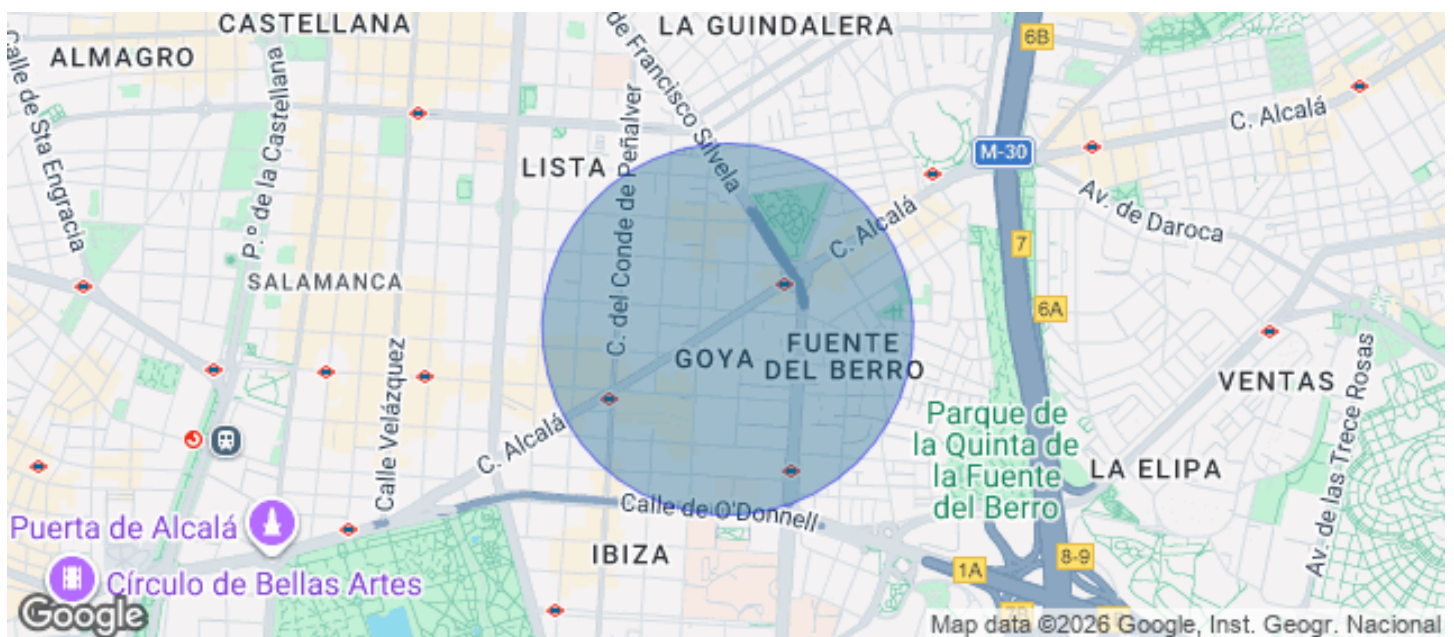 CASTELLANA
LA GUINDALERA
ALMAGRO
Calle de Sta Engracia
P.º de la Castellana
de Francisco Silvela
6B
C. Alcalá
M-30
LISTA
C. del Conde de Peñalver
Av. de Daroca
C. Alcalá
7
SALAMANCA
6A
Calle Velázquez
GOYA
FUENTE
DEL BERRO
VENTAS
Av. de las Trece Rosas
Parque de
la Quinta de
la Fuente
del Berro
C. Alcalá
LA ELIPA
Calle de O'Donnell
Puerta de Alcalá
IBIZA
1A
8-9
Círculo de Bellas Artes
Google
Map data ©2026 Google, Inst. Geogr. Nacional